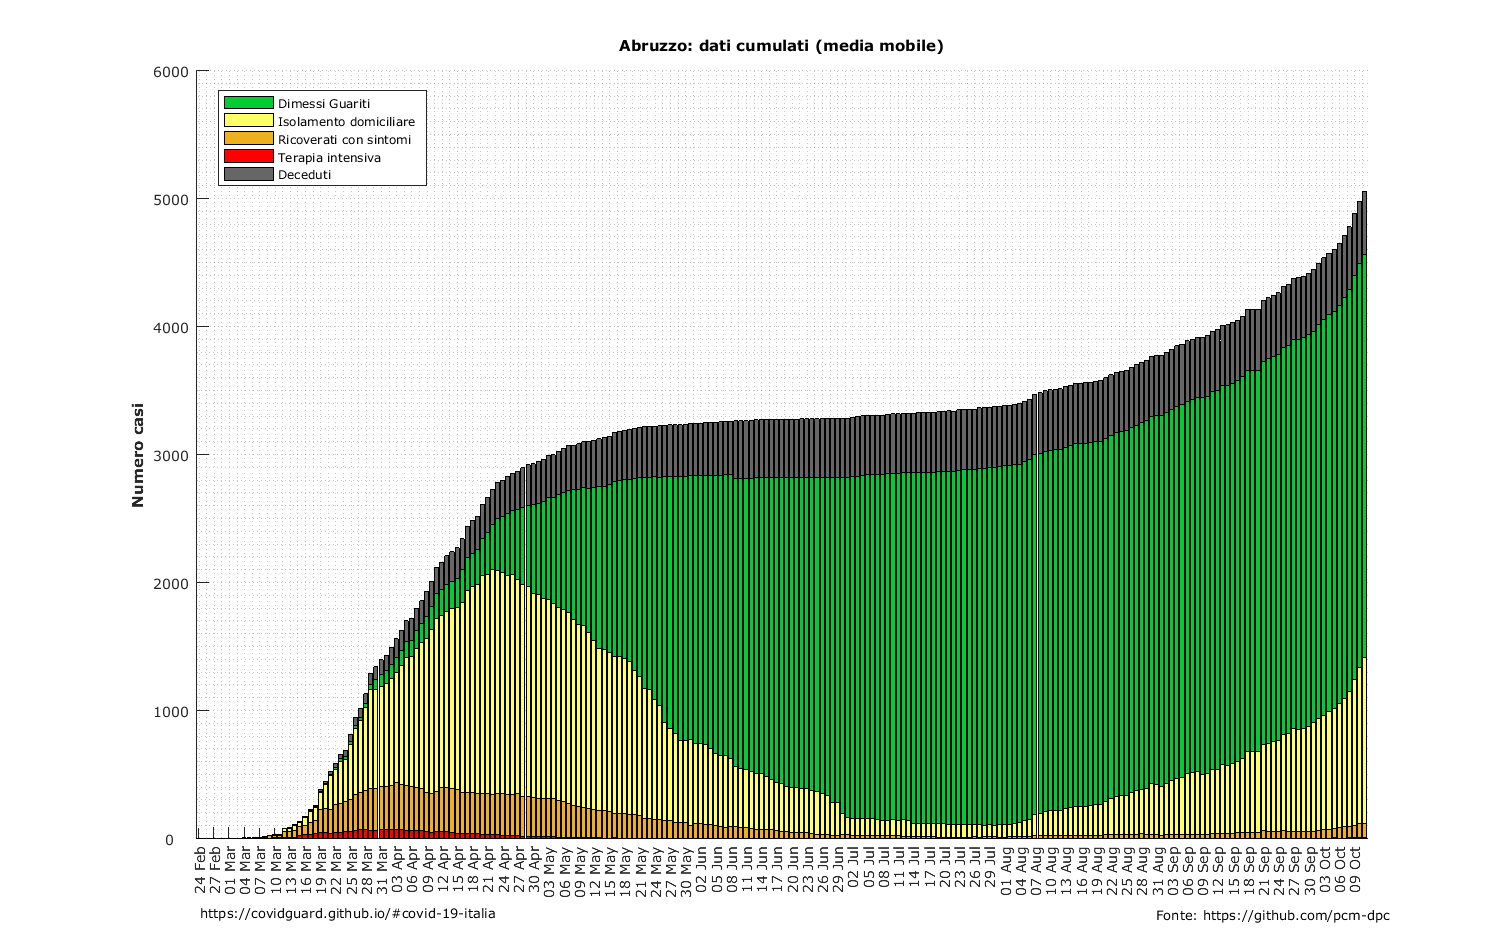 Abruzzo: dati cumulati (media mobile)
6000
5000
4000
3000
2000
1000
0
Numero casi
Dimessi Guariti
Isolamento domiciliare
Ricoverati con sintomi
Terapia intensiva
Deceduti
24 Feb
27 Feb
01 Mar
04 Mar
07 Mar
10 Mar
13 Mar
16 Mar
19 Mar
22 Mar
25 Mar
28 Mar
31 Mar
03 Apr
06 Apr
09 Apr
12 Apr
15 Apr
18 Apr
21 Apr
24 Apr
27 Apr
30 Apr
03 May
06 May
09 May
12 May
15 May
18 May
21 May
24 May
27 May
30 May
02 Jun
05 Jun
08 Jun
11 Jun
14 Jun
17 Jun
20 Jun
23 Jun
26 Jun
29 Jun
02 Jul
05 Jul
08 Jul
11 Jul
14 Jul
17 Jul
20 Jul
23 Jul
26 Jul
29 Jul
01 Aug
04 Aug
07 Aug
10 Aug
13 Aug
16 Aug
19 Aug
22 Aug
25 Aug
28 Aug
31 Aug
03 Sep
06 Sep
09 Sep
12 Sep
15 Sep
18 Sep
21 Sep
24 Sep
27 Sep
30 Sep
03 Oct
06 Oct
09 Oct
https://covidguard.github.io/#covid-19-italia
Fonte: https://github.com/pcm-dpc